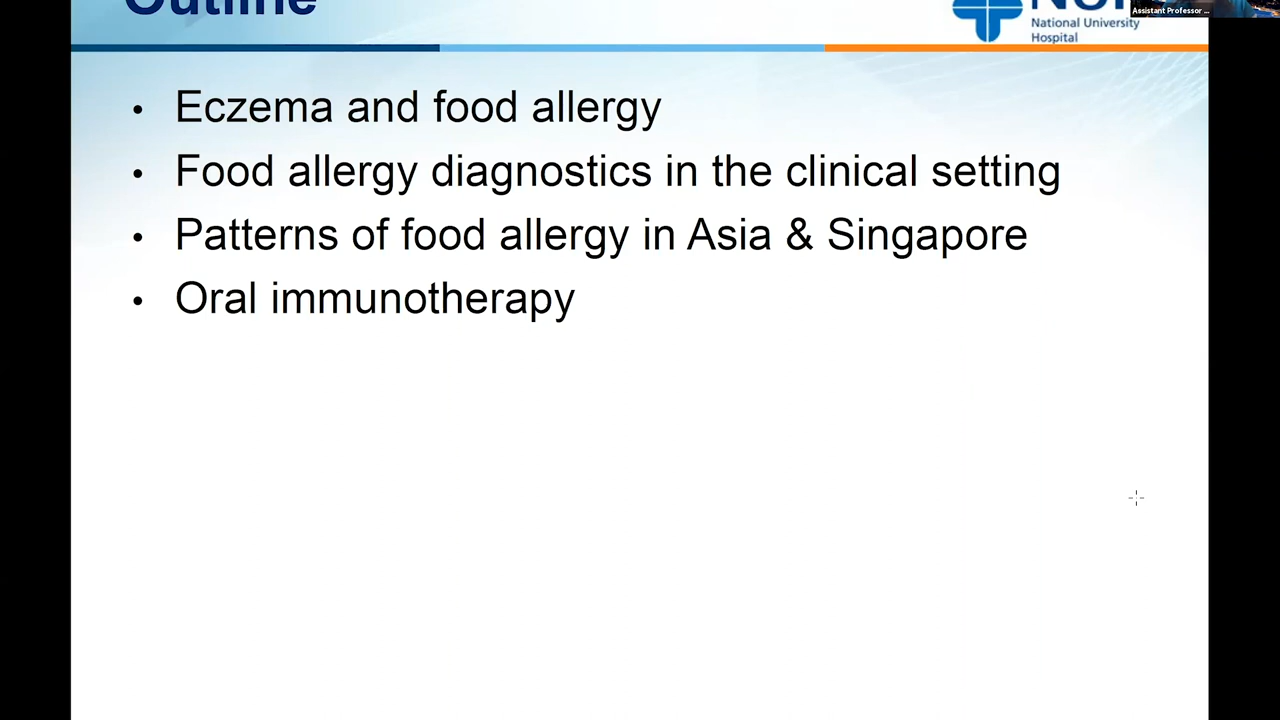 Outline
Assistant Professor ...
National University
Hospital
• Eczema and food allergy
• Food allergy diagnostics in the clinical setting
• Patterns of food allergy in Asia & Singapore
• Oral immunotherapy